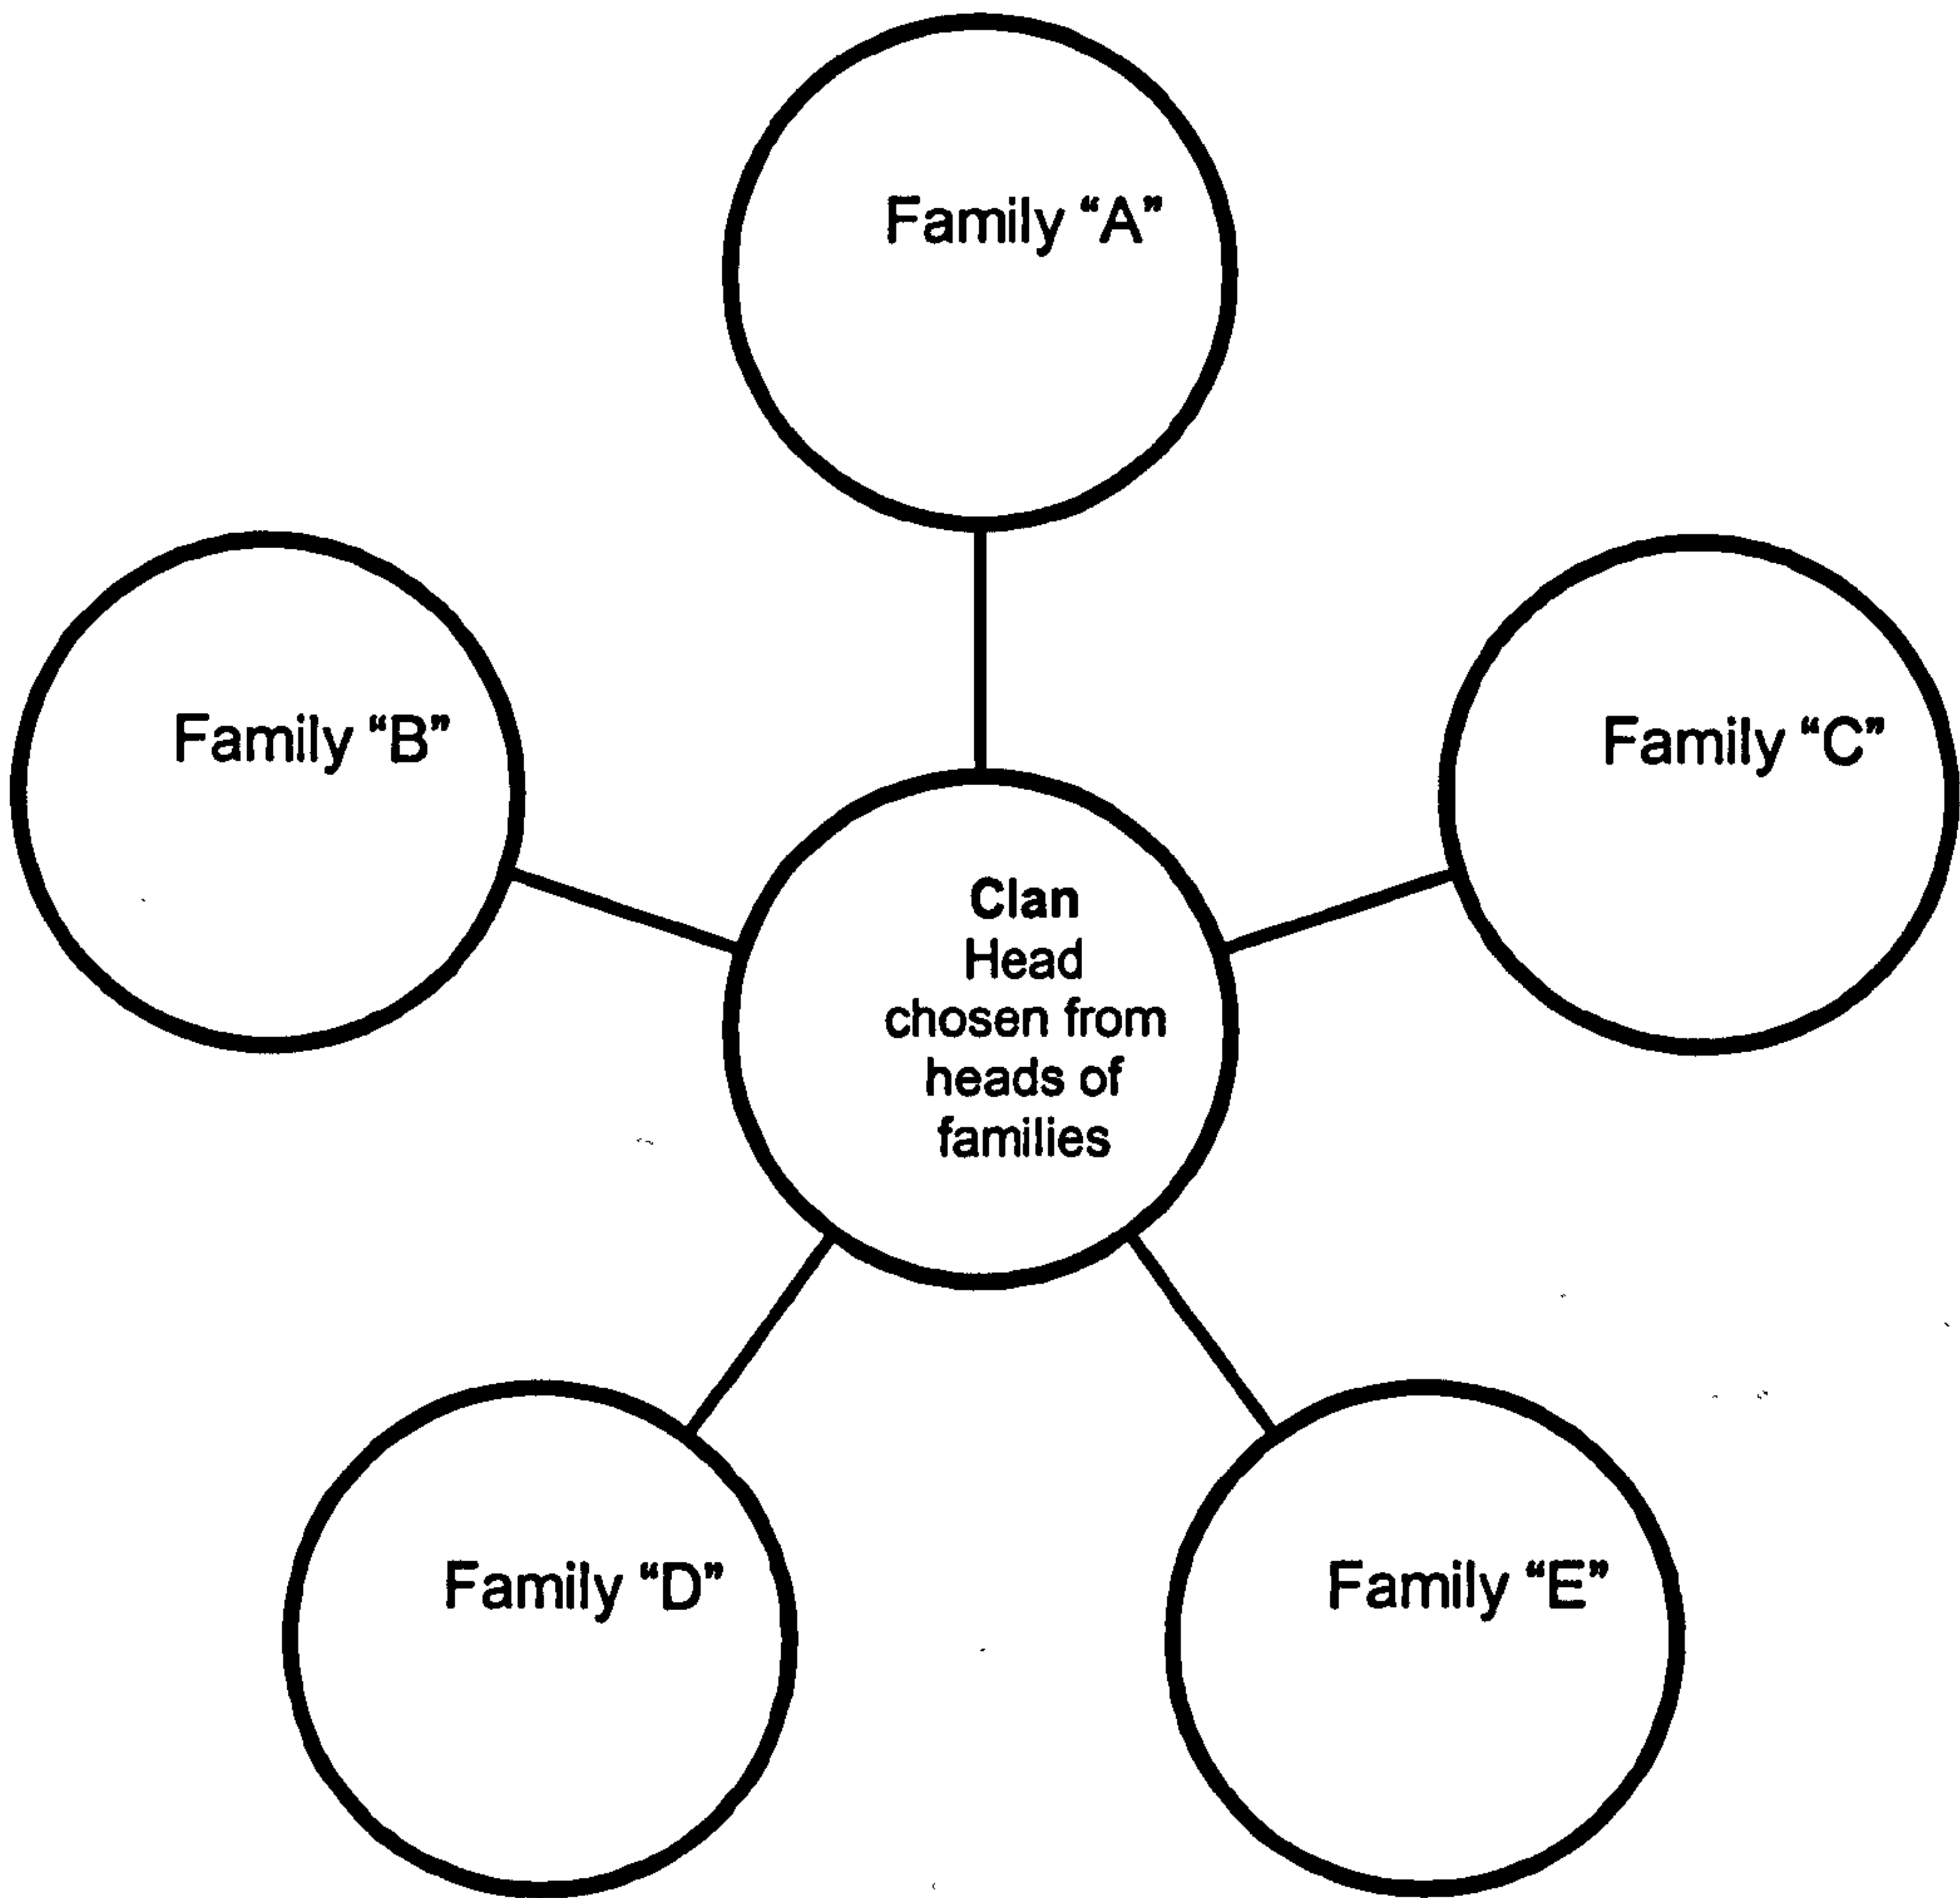 Family “A”
Family “B”
Family “C”
Clan
Head
chosen from
heads of
families
Family “D”
Family “E”